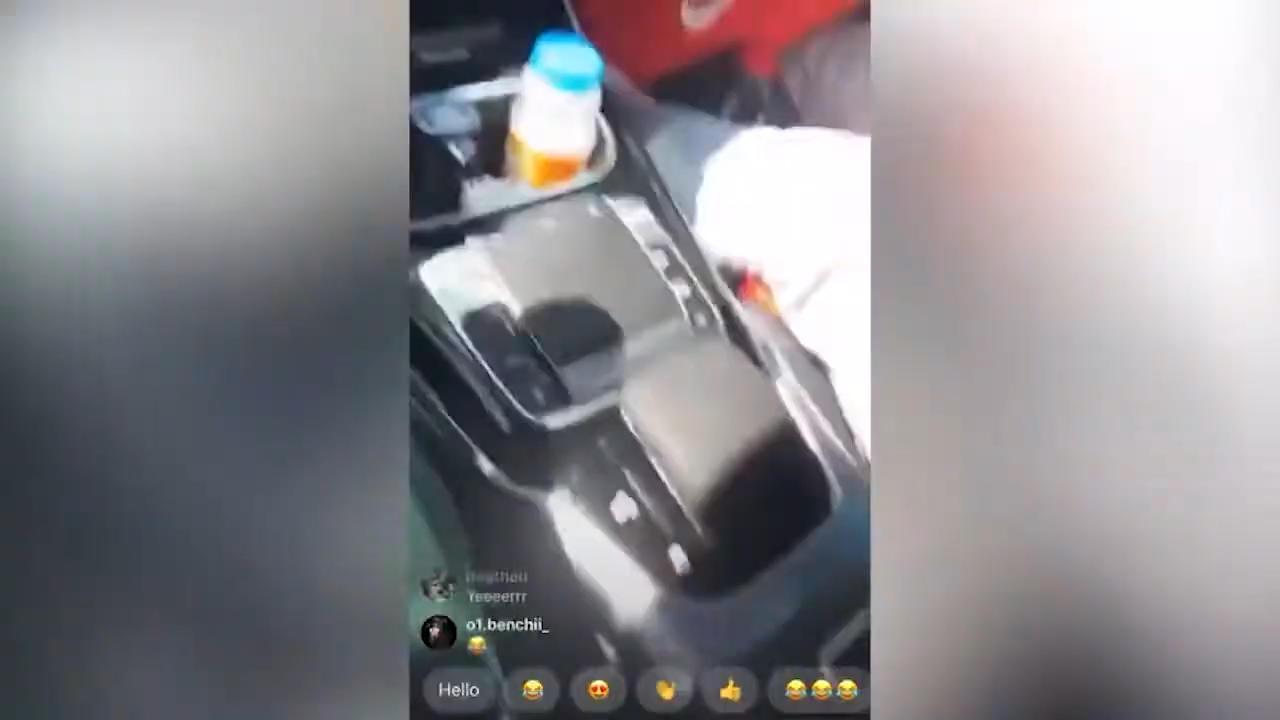 Yeeeerrr
o1.benchii_
😂
Hello 😂 😍 👏 👍 😂😂😂